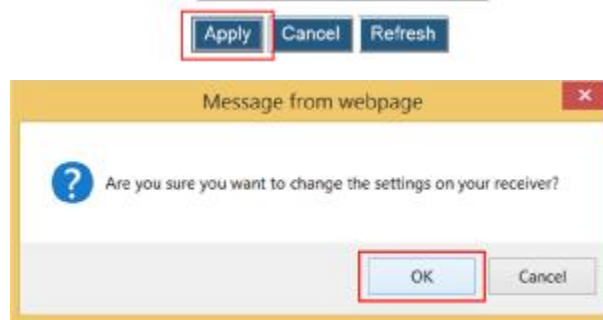 Apply Cancel Refresh
Message from webpage
Are you sure you want to change the settings on your receiver?
OK Cancel